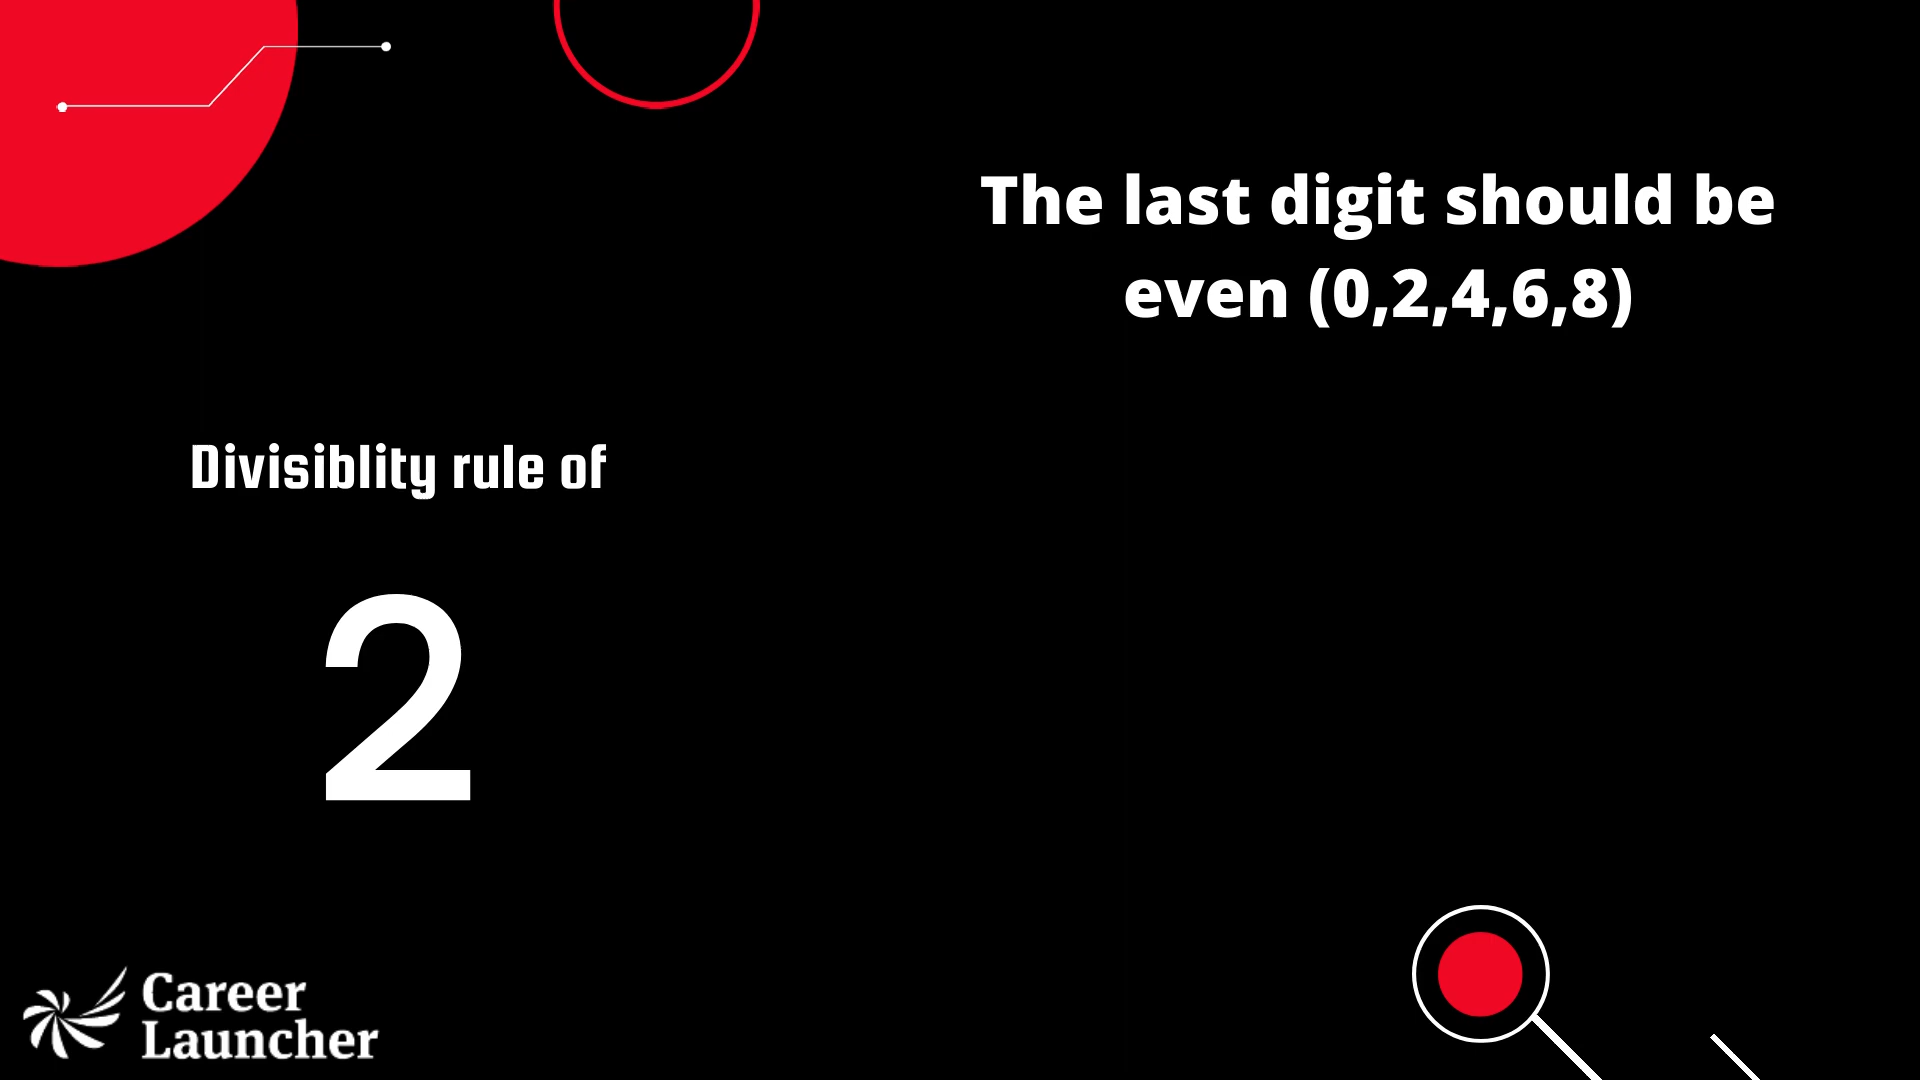 The last digit should be
even (0,2,4,6,8)
Divisiblity rule of
2
Career
Launcher